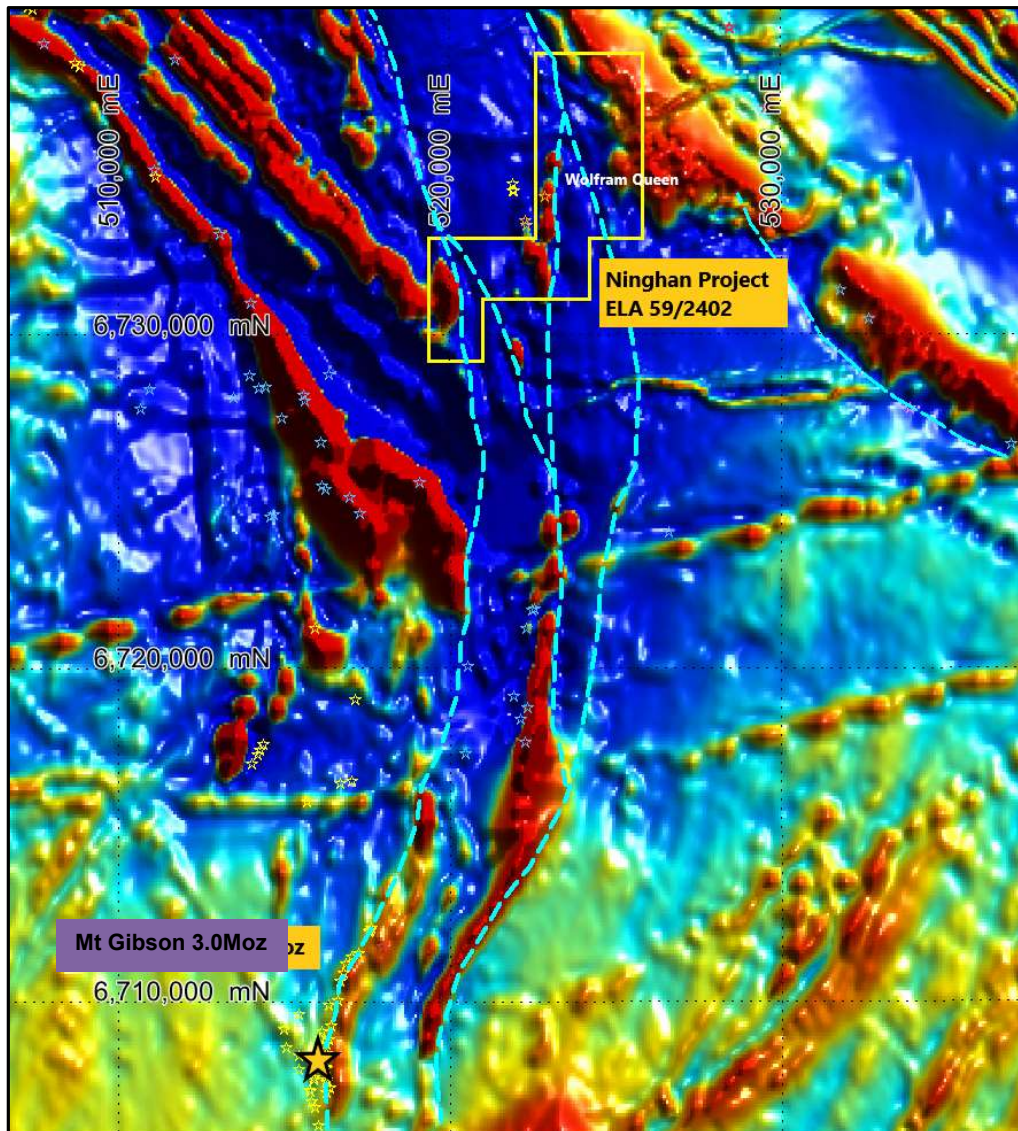 510,000 mE
520,000 mE
530,000 mE
Wolfram Queen
Ninghan Project
ELA 59/2402
6,730,000 mN
6,720,000 mN
Mt Gibson 3.0Moz
oz
6,710,000 mN